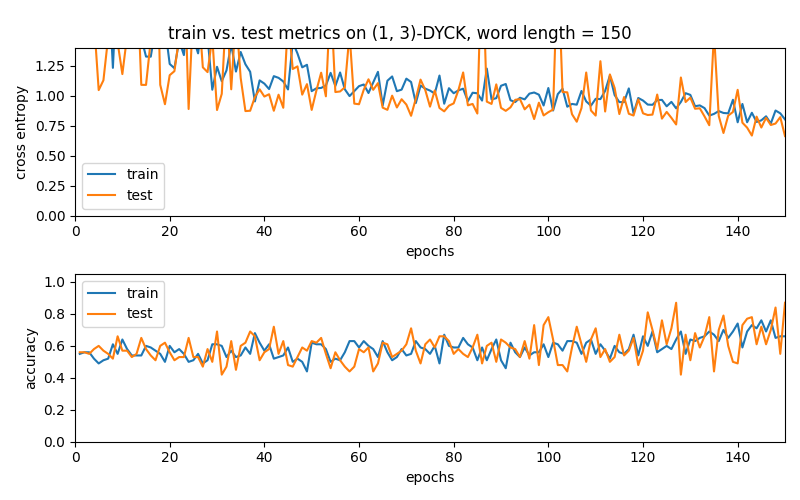 train vs. test metrics on (1, 3)-DYCK, word length = 150
1.25
1.00
0.75
0.50
0.25
0.00
cross entropy
train
test
0 20 40 60 80 100 120 140
epochs
1.0
0.8
0.6
0.4
0.2
0.0
accuracy
train
test
0 20 40 60 80 100 120 140
epochs